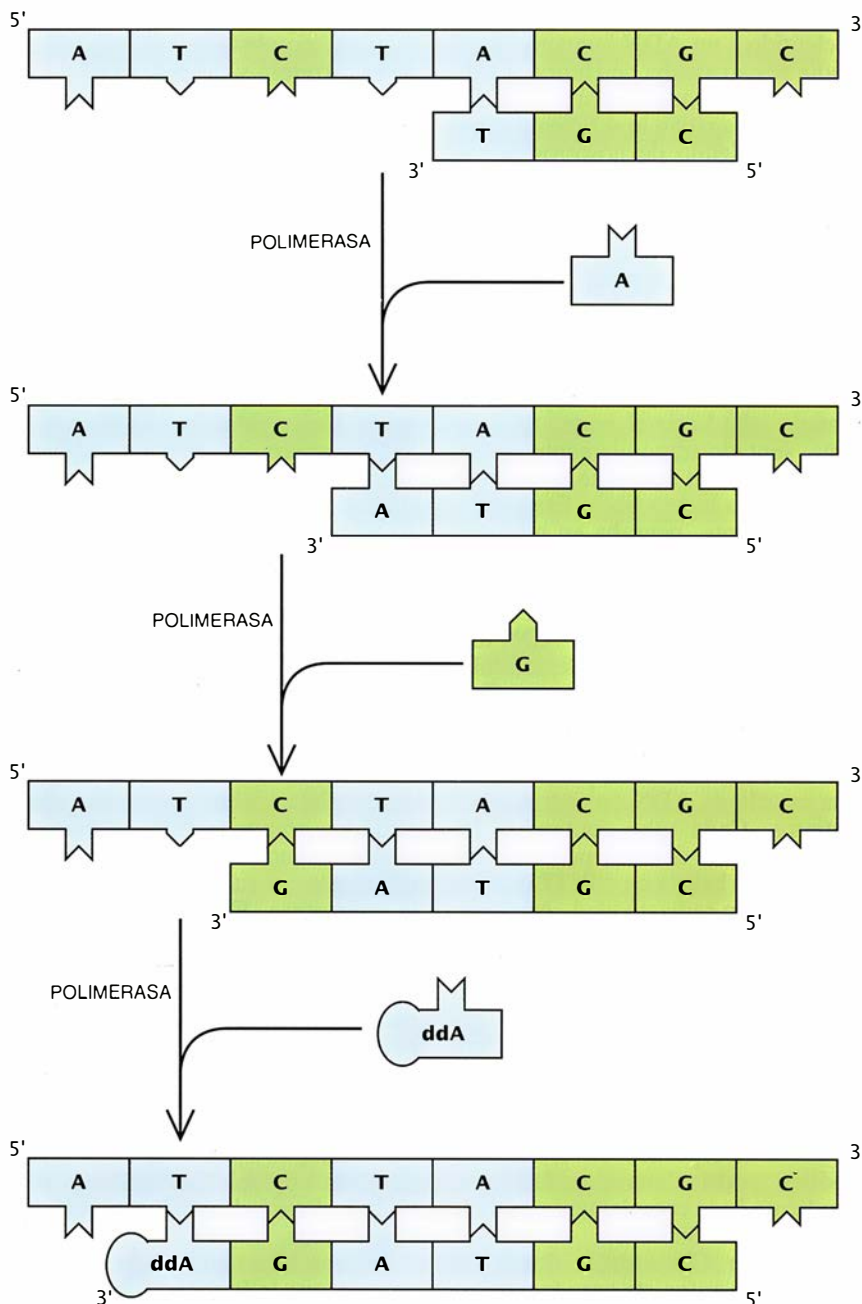 5' 3
A T C T A C G C
T G C
3' 5'
POLIMERASA
A
5' 3
A T C T A C G C
A T G C
3' 5'
POLIMERASA
G
5' 3
A T C T A C G C
G A T G C
3' 5'
POLIMERASA
ddA
5' 3
A T C T A C G C
ddA G A T G C
3' 5'